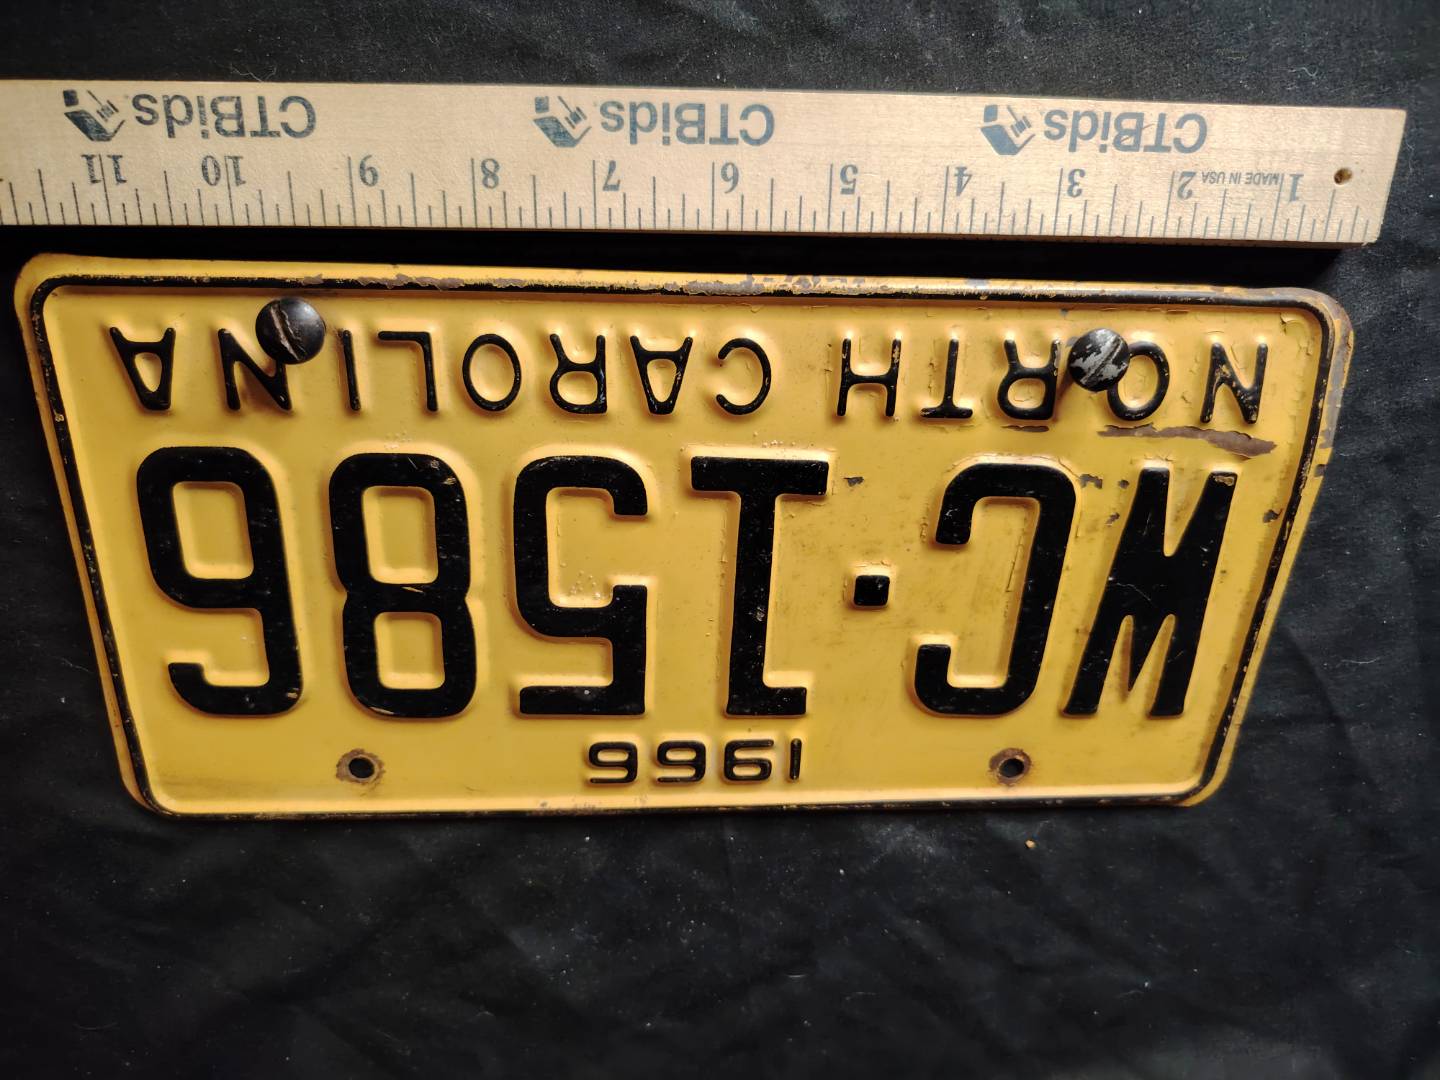 1966
WC·1586
NORTH CAROLINA
1 MADE IN USA 2 3 4 5 6 7 8 9 10 11
CTBids CTBids CTBids